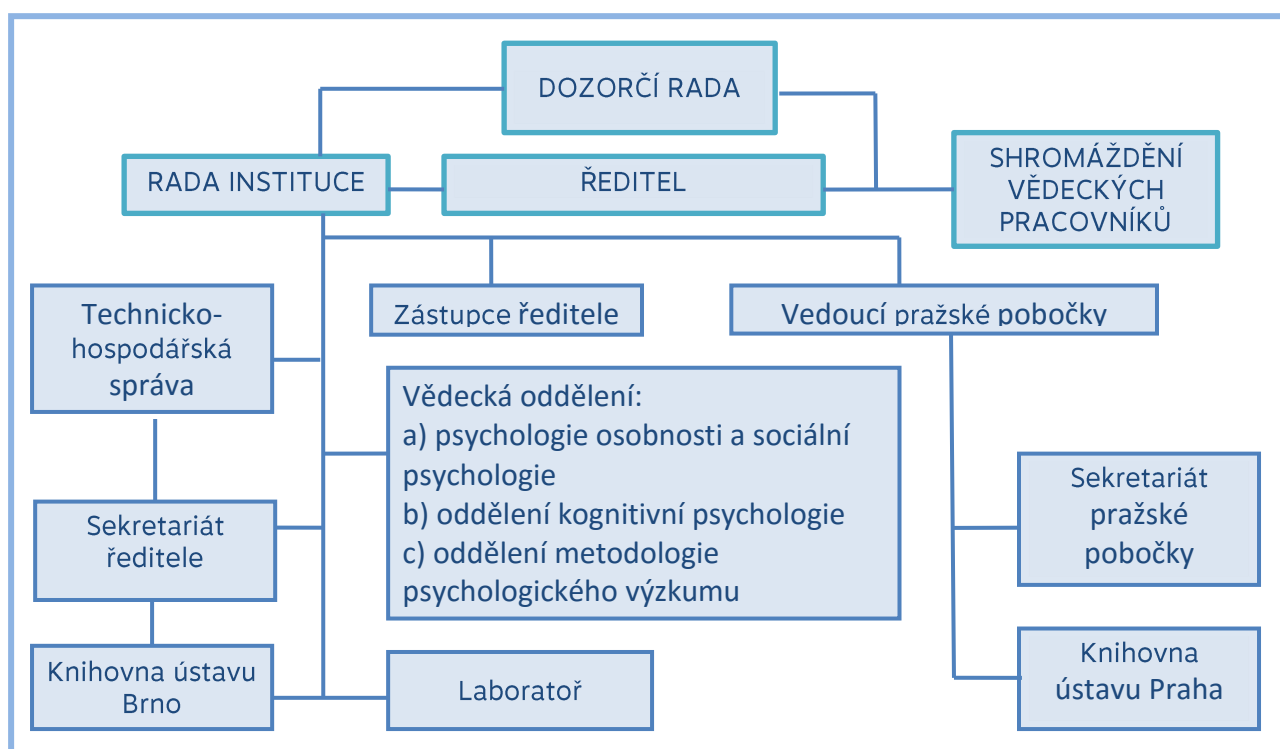 DOZORČÍ RADA
RADA INSTITUCE
ŘEDITEL
SHROMÁŽDĚNÍ
VĚDECKÝCH
PRACOVNÍKŮ
Technicko-
hospodářská
správa
Zástupce ředitele
Vedoucí pražské pobočky
Vědecká oddělení:
a) psychologie osobnosti a sociální
psychologie
b) oddělení kognitivní psychologie
c) oddělení metodologie
psychologického výzkumu
Sekretariát
ředitele
Sekretariát
pražské
pobočky
Knihovna ústavu
Brno
Laboratoř
Knihovna
ústavu Praha